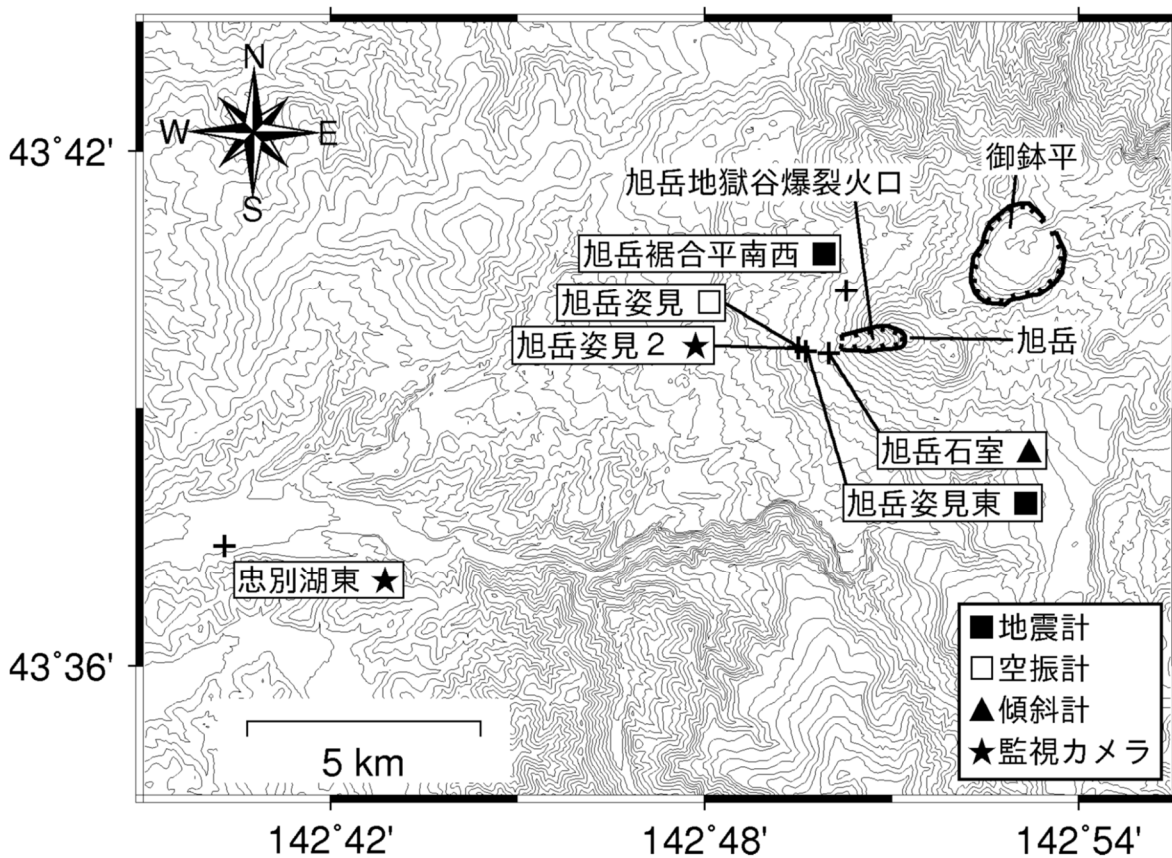 N
W
E
S
43°42'
御鉢平
旭岳地獄谷爆裂火口
旭岳裾合平南西 ■
旭岳姿見 □
旭岳姿見2 ★
旭岳
旭岳石室 ▲
旭岳姿見東 ■
忠別湖東 ★
43°36'
■地震計
□空振計
▲傾斜計
★監視カメラ
5 km
142°42'
142°48'
142°54'